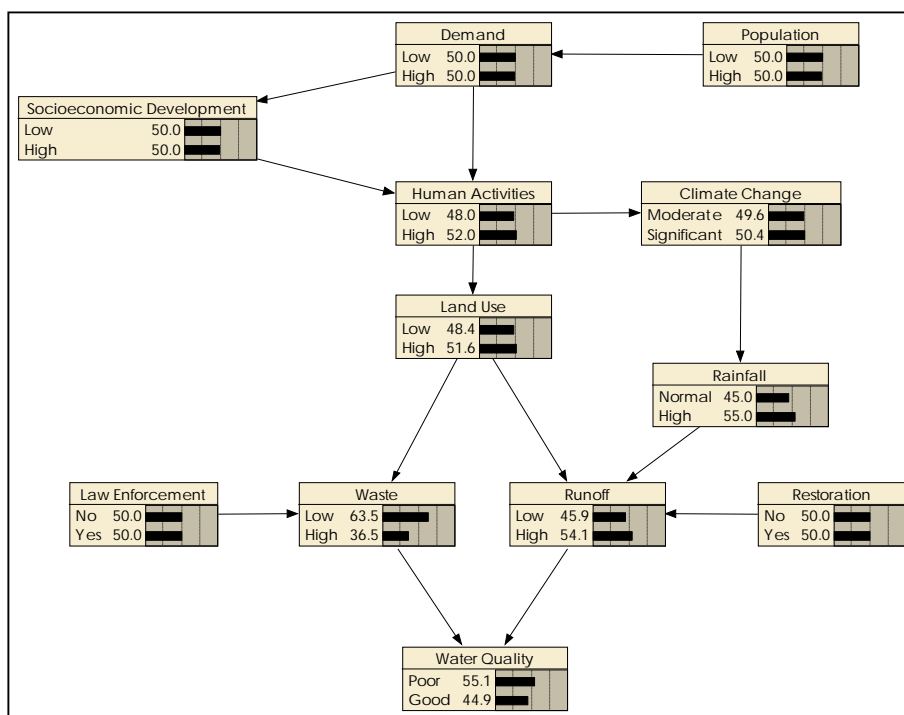 Demand
Low 50.0
High 50.0
Population
Low 50.0
High 50.0
Socioeconomic Development
Low 50.0
High 50.0
Human Activities
Low 48.0
High 52.0
Climate Change
Moderate 49.6
Significant 50.4
Land Use
Low 48.4
High 51.6
Rainfall
Normal 45.0
High 55.0
Law Enforcement
No 50.0
Yes 50.0
Waste
Low 63.5
High 36.5
Runoff
Low 45.9
High 54.1
Restoration
No 50.0
Yes 50.0
Water Quality
Poor 55.1
Good 44.9